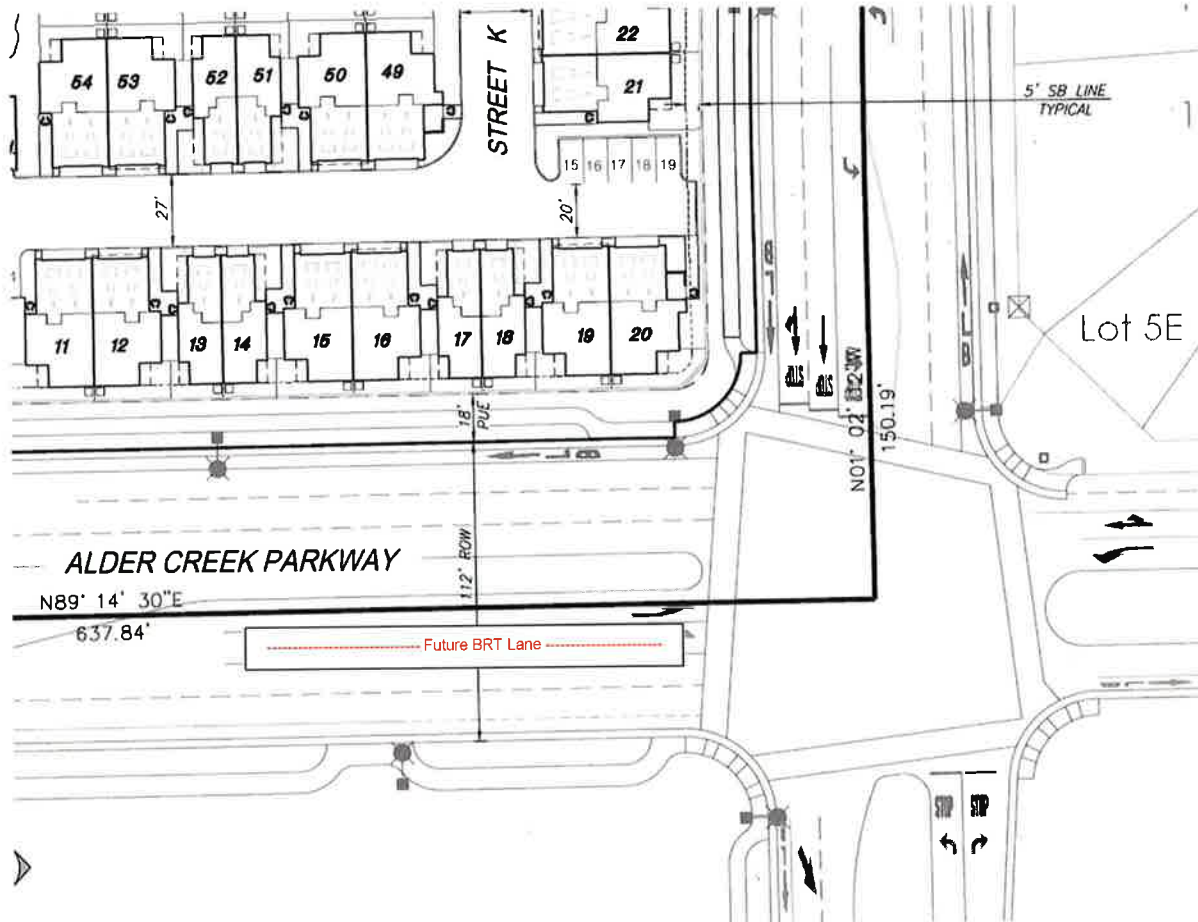 54 53 52 51 50 49
STREET K
22
21
5' SB LINE
TYPICAL
15 16 17 18 19
27'
20'
11 12 13 14 15 16 17 18 19 20
Lot 5E
18'
PUE
STOP STOP
150.19'
ALDER CREEK PARKWAY
112' ROW
N89° 14' 30"E
637.84'
Future BRT Lane
STOP STOP